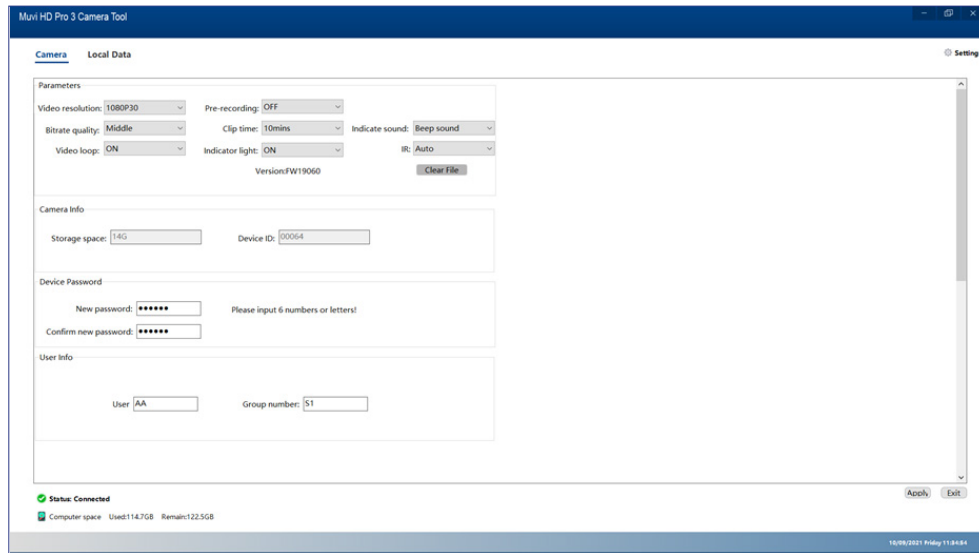 Muvi HD Pro 3 Camera Tool
Camera Local Data Setting
Parameters
Video resolution: 1080P30 Pre-recording: OFF
Bitrate quality: Middle Clip time: 10mins Indicate sound: Beep sound
Video loop: ON Indicator light: ON IR: Auto
Version:FW19060 Clear File
Camera Info
Storage space: 14G Device ID: 00064
Device Password
New password: •••••• Please input 6 numbers or letters!
Confirm new password: ••••••
User Info
User AA Group number: S1
Apply Exit
Status: Connected
Computer space Used:114.7GB Remain:122.5GB
10/09/2021 Friday 11:04:04